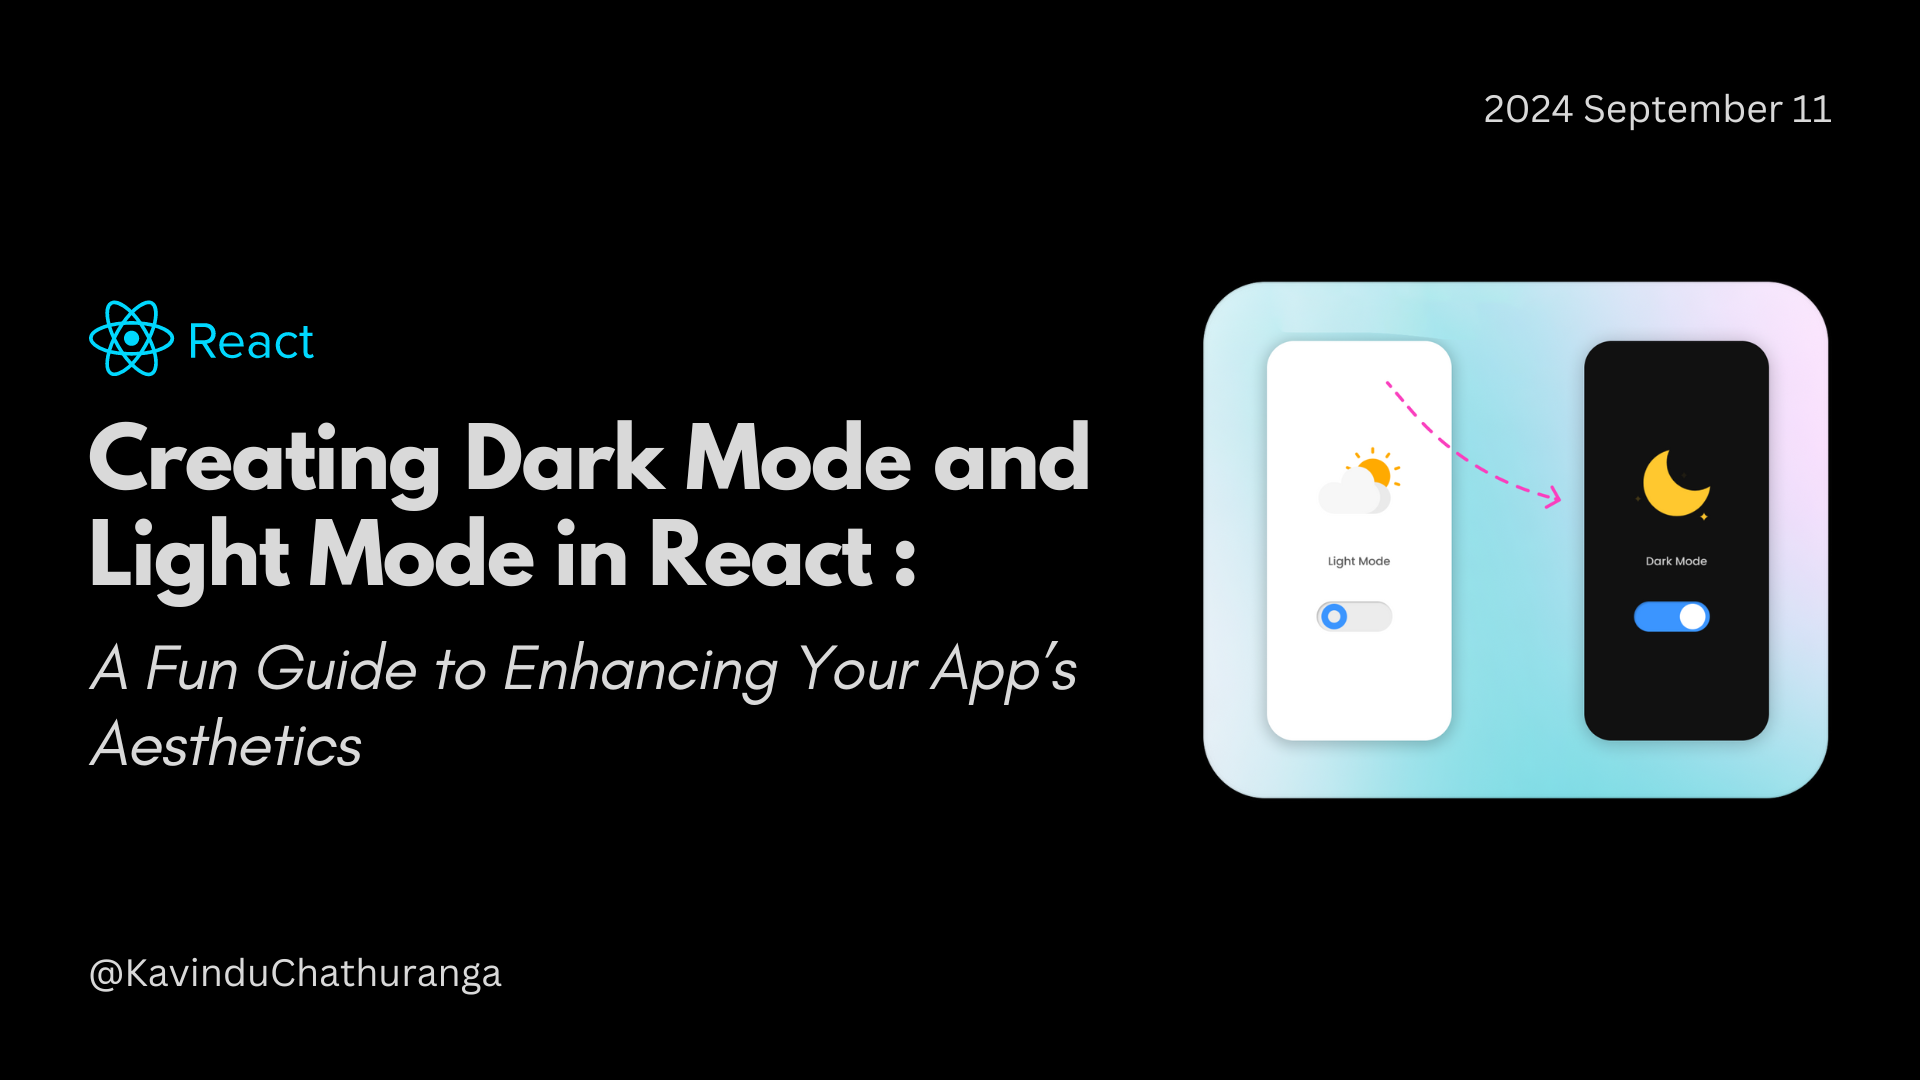 2024 September 11
React
Creating Dark Mode and
Light Mode in React :
A Fun Guide to Enhancing Your App’s
Aesthetics
Light Mode
Dark Mode
@KavinduChathuranga